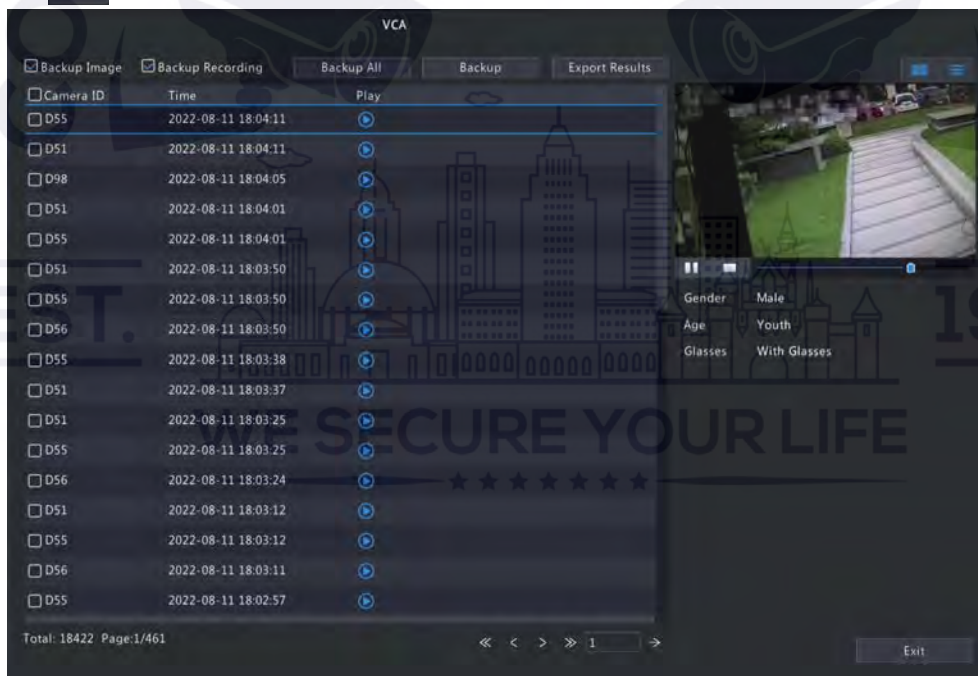 VCA
Backup Image Backup Recording Backup All Backup Export Results
Camera ID Time Play
D55 2022-08-11 18:04:11
D51 2022-08-11 18:04:11
D98 2022-08-11 18:04:05
D51 2022-08-11 18:04:01
D55 2022-08-11 18:04:01
D51 2022-08-11 18:03:50
D55 2022-08-11 18:03:50
D56 2022-08-11 18:03:50
D55 2022-08-11 18:03:38
D51 2022-08-11 18:03:37
D51 2022-08-11 18:03:25
D55 2022-08-11 18:03:25
D56 2022-08-11 18:03:24
D51 2022-08-11 18:03:12
D55 2022-08-11 18:03:12
D56 2022-08-11 18:03:11
D55 2022-08-11 18:02:57
Gender Male
Age Youth
Glasses With Glasses
EST.
WE SECURE YOUR LIFE
Total: 18422 Page:1/461
1
Exit